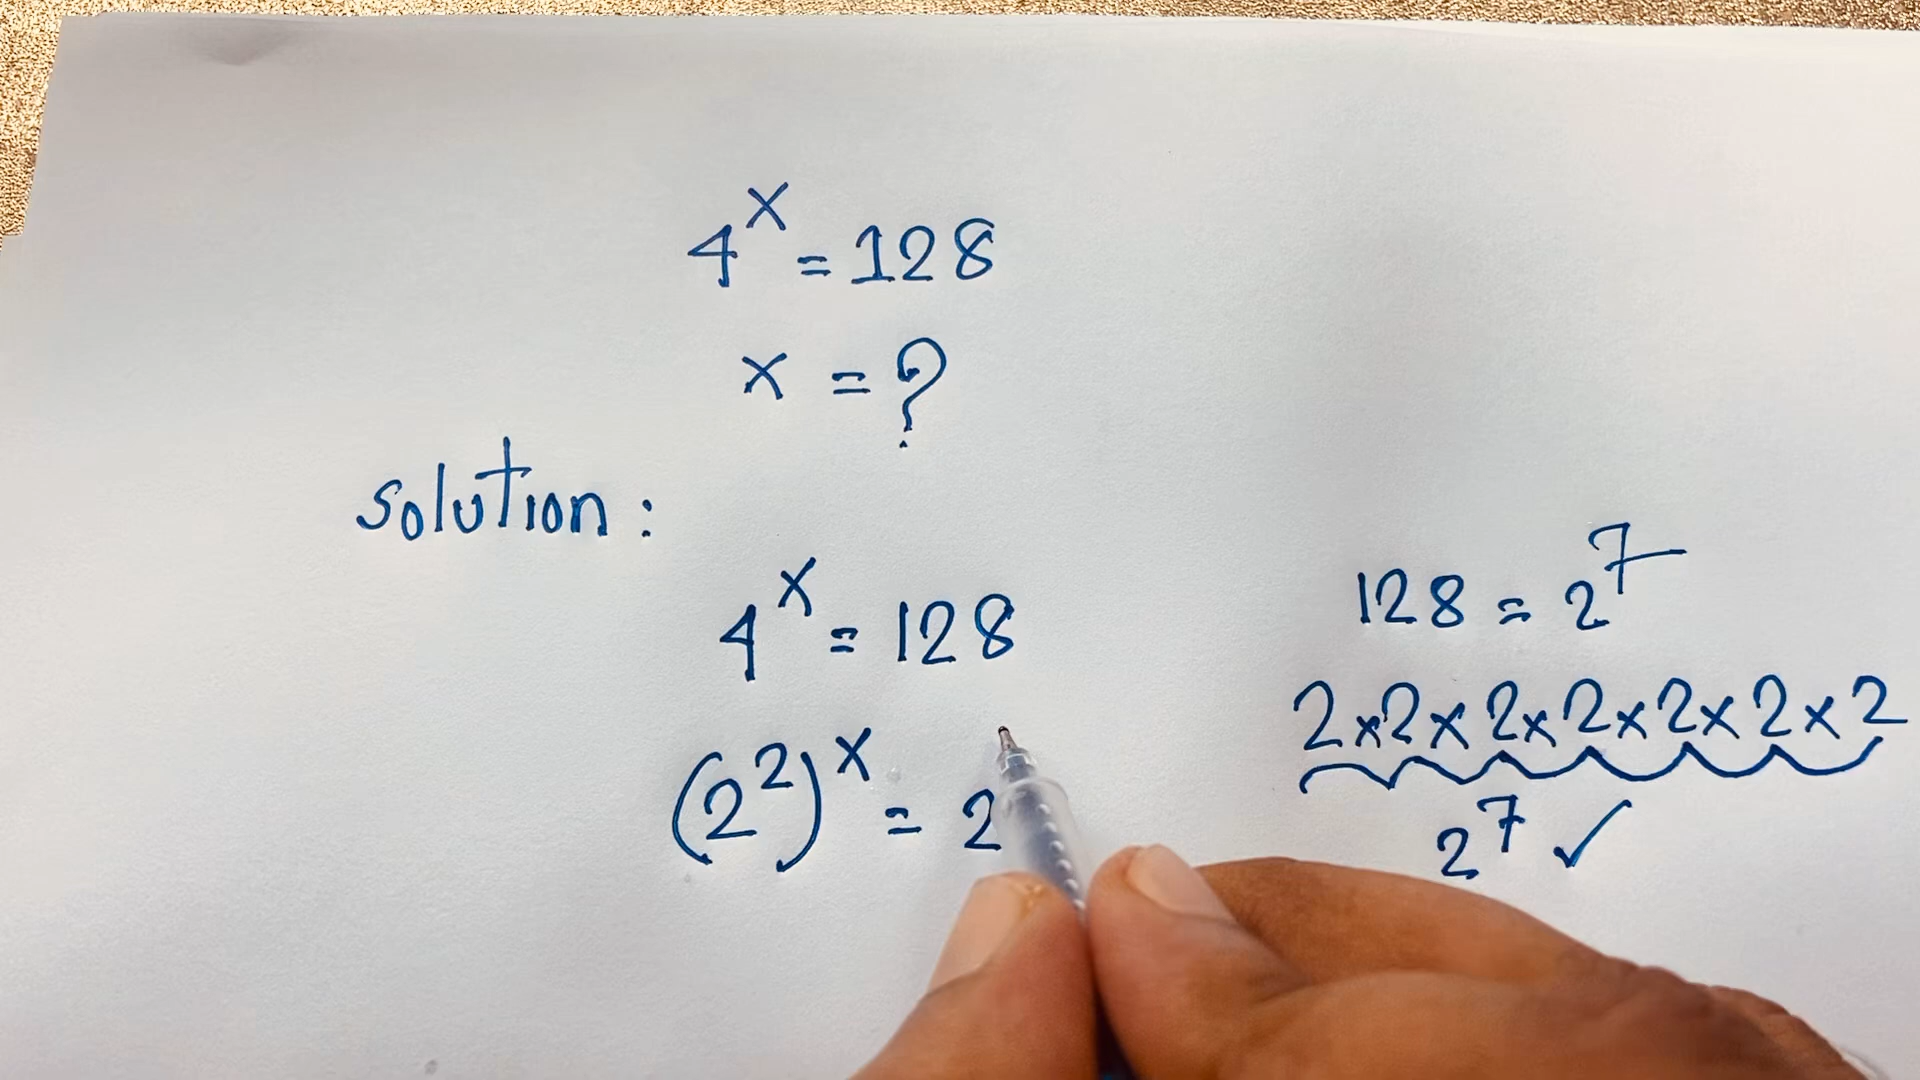 4^x = 128
x = ?
Solution :
4^x = 128
(2^2)^x = 2
128 = 2^7
2×2×2×2×2×2×2
2^7 ✓